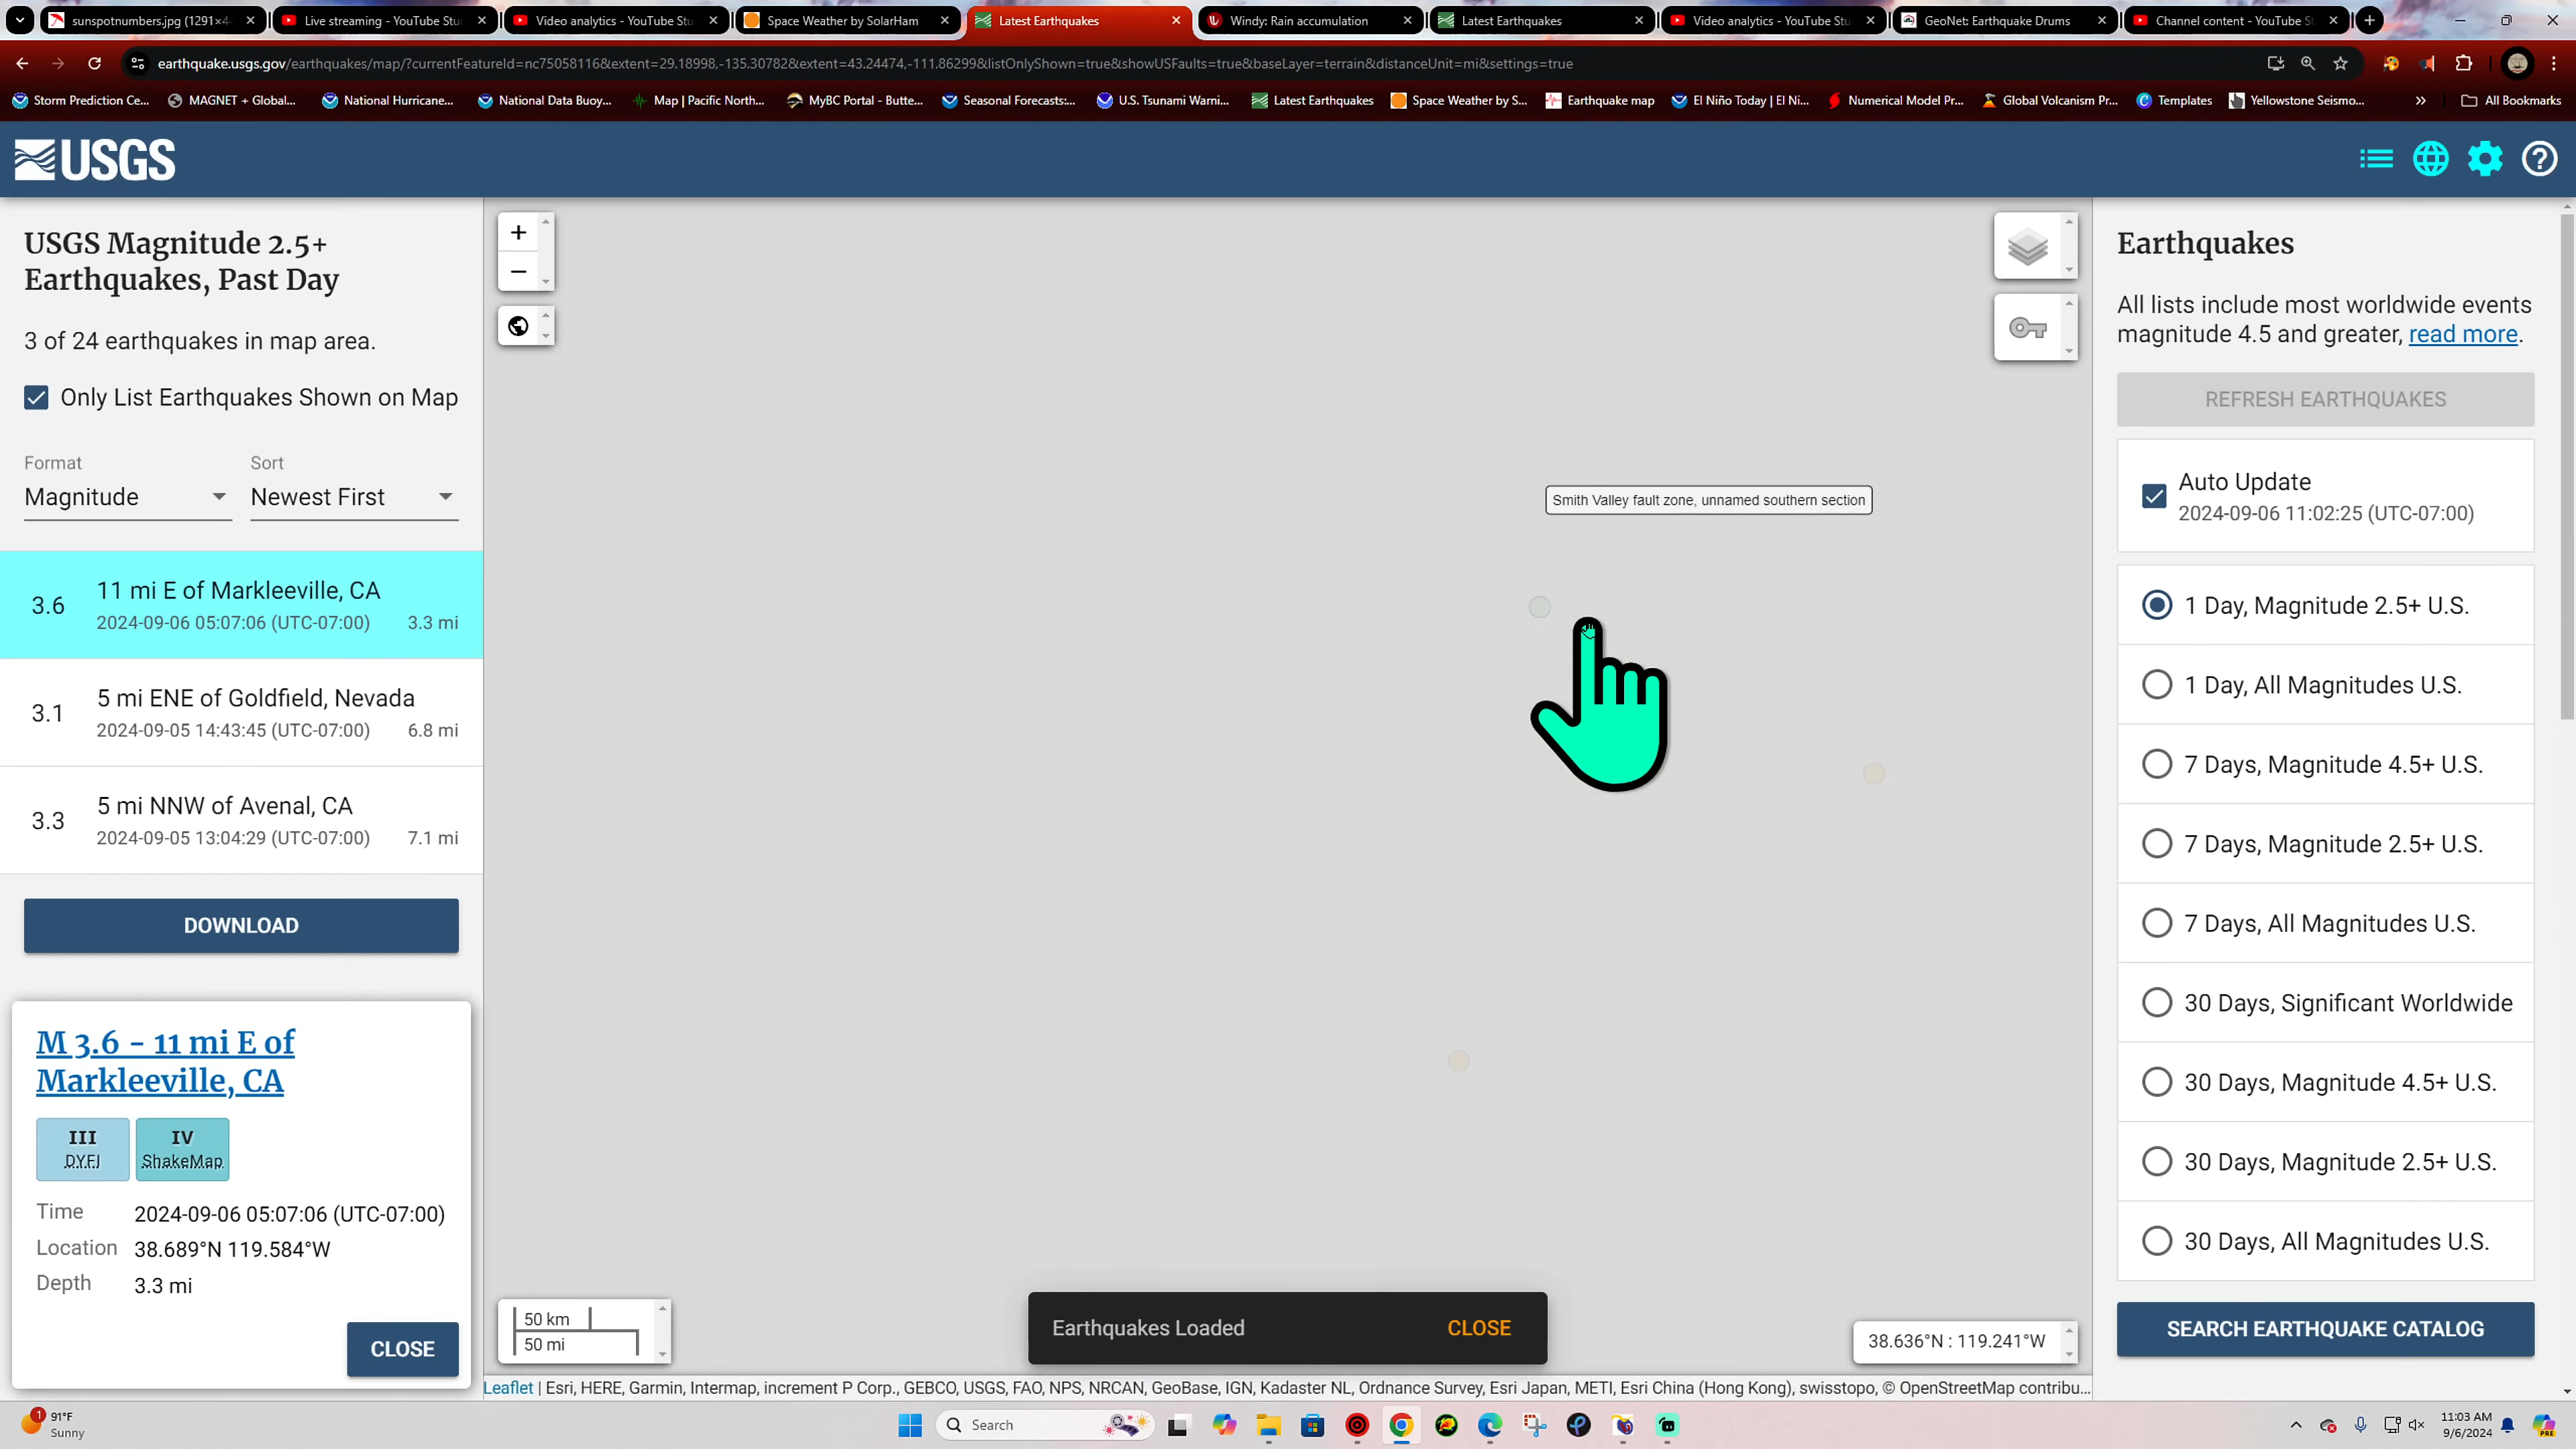 sunspotnumbers.jpg (1291×4
Live streaming - YouTube Stu
Video analytics - YouTube Stu
Space Weather by SolarHam
Latest Earthquakes
Windy: Rain accumulation
Latest Earthquakes
Video analytics - YouTube Stu
GeoNet: Earthquake Drums
Channel content - YouTube S
earthquake.usgs.gov/earthquakes/map/?currentFeatureId=nc75058116&extent=29.18998,-135.30782&extent=43.24474,-111.86299&listOnlyShown=true&showUSFaults=true&baseLayer=terrain&distanceUnit=mi&settings=true
Storm Prediction Ce...
MAGNET + Global...
National Hurricane...
National Data Buoy...
Map | Pacific North...
MyBC Portal - Butte...
Seasonal Forecasts:...
U.S. Tsunami Warni...
Latest Earthquakes
Space Weather by S...
Earthquake map
El Niño Today | El Ni...
Numerical Model Pr...
Global Volcanism Pr...
Templates
Yellowstone Seismo...
All Bookmarks
USGS
USGS Magnitude 2.5+
Earthquakes, Past Day
3 of 24 earthquakes in map area.
Only List Earthquakes Shown on Map
Format
Sort
Magnitude
Newest First
3.6
11 mi E of Markleeville, CA
2024-09-06 05:07:06 (UTC-07:00)
3.3 mi
3.1
5 mi ENE of Goldfield, Nevada
2024-09-05 14:43:45 (UTC-07:00)
6.8 mi
3.3
5 mi NNW of Avenal, CA
2024-09-05 13:04:29 (UTC-07:00)
7.1 mi
DOWNLOAD
M 3.6 - 11 mi E of
Markleeville, CA
III
DYFI
IV
ShakeMap
Time
2024-09-06 05:07:06 (UTC-07:00)
Location
38.689°N 119.584°W
Depth
3.3 mi
CLOSE
+
−
Smith Valley fault zone, unnamed southern section
50 km
50 mi
Earthquakes Loaded
CLOSE
38.636°N : 119.241°W
Leaflet | Esri, HERE, Garmin, Intermap, increment P Corp., GEBCO, USGS, FAO, NPS, NRCAN, GeoBase, IGN, Kadaster NL, Ordnance Survey, Esri Japan, METI, Esri China (Hong Kong), swisstopo, © OpenStreetMap contribu...
Earthquakes
All lists include most worldwide events
magnitude 4.5 and greater, read more.
REFRESH EARTHQUAKES
Auto Update
2024-09-06 11:02:25 (UTC-07:00)
1 Day, Magnitude 2.5+ U.S.
1 Day, All Magnitudes U.S.
7 Days, Magnitude 4.5+ U.S.
7 Days, Magnitude 2.5+ U.S.
7 Days, All Magnitudes U.S.
30 Days, Significant Worldwide
30 Days, Magnitude 4.5+ U.S.
30 Days, Magnitude 2.5+ U.S.
30 Days, All Magnitudes U.S.
SEARCH EARTHQUAKE CATALOG
1
91°F
Sunny
Search
11:03 AM
9/6/2024
PRE